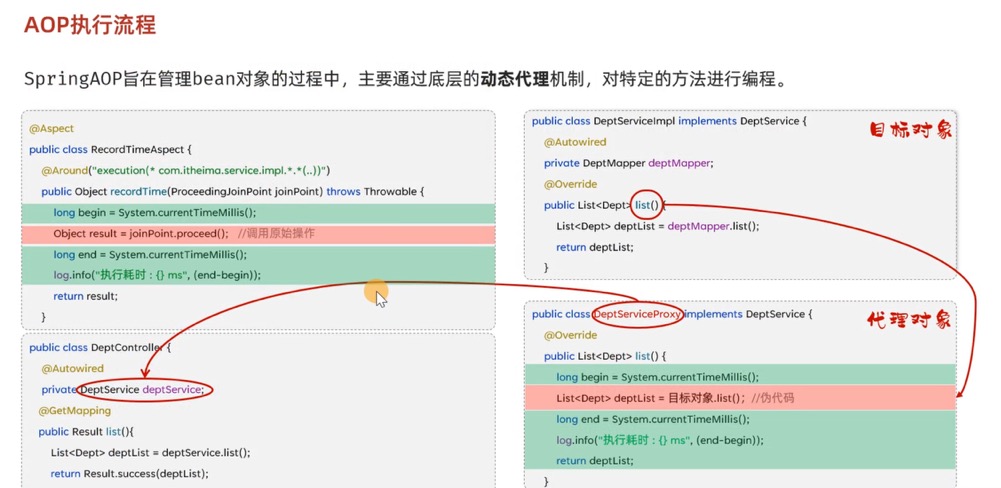 AOP执行流程
SpringAOP旨在管理bean对象的过程中，主要通过底层的动态代理机制，对特定的方法进行编程。
@Aspect
public class RecordTimeAspect {
@Around("execution(* com.itheima.service.impl.*.*(..))")
public Object recordTime(ProceedingJoinPoint joinPoint) throws Throwable {
long begin = System.currentTimeMillis();
Object result = joinPoint.proceed(); //调用原始操作
long end = System.currentTimeMillis();
log.info("执行耗时 : {} ms", (end-begin));
return result;
}
public class DeptController {
@Autowired
private DeptService deptService;
@GetMapping
public Result list(){
List<Dept> deptList = deptService.list();
return Result.success(deptList);
public class DeptServiceImpl implements DeptService {
目标对象
@Autowired
private DeptMapper deptMapper;
@Override
public List<Dept> list() {
List<Dept> deptList = deptMapper.list();
return deptList;
}
public class DeptServiceProxy implements DeptService {
代理对象
@Override
public List<Dept> list() {
long begin = System.currentTimeMillis();
List<Dept> deptList = 目标对象.list(); //伪代码
long end = System.currentTimeMillis();
log.info("执行耗时 : {} ms", (end-begin));
return deptList;
}